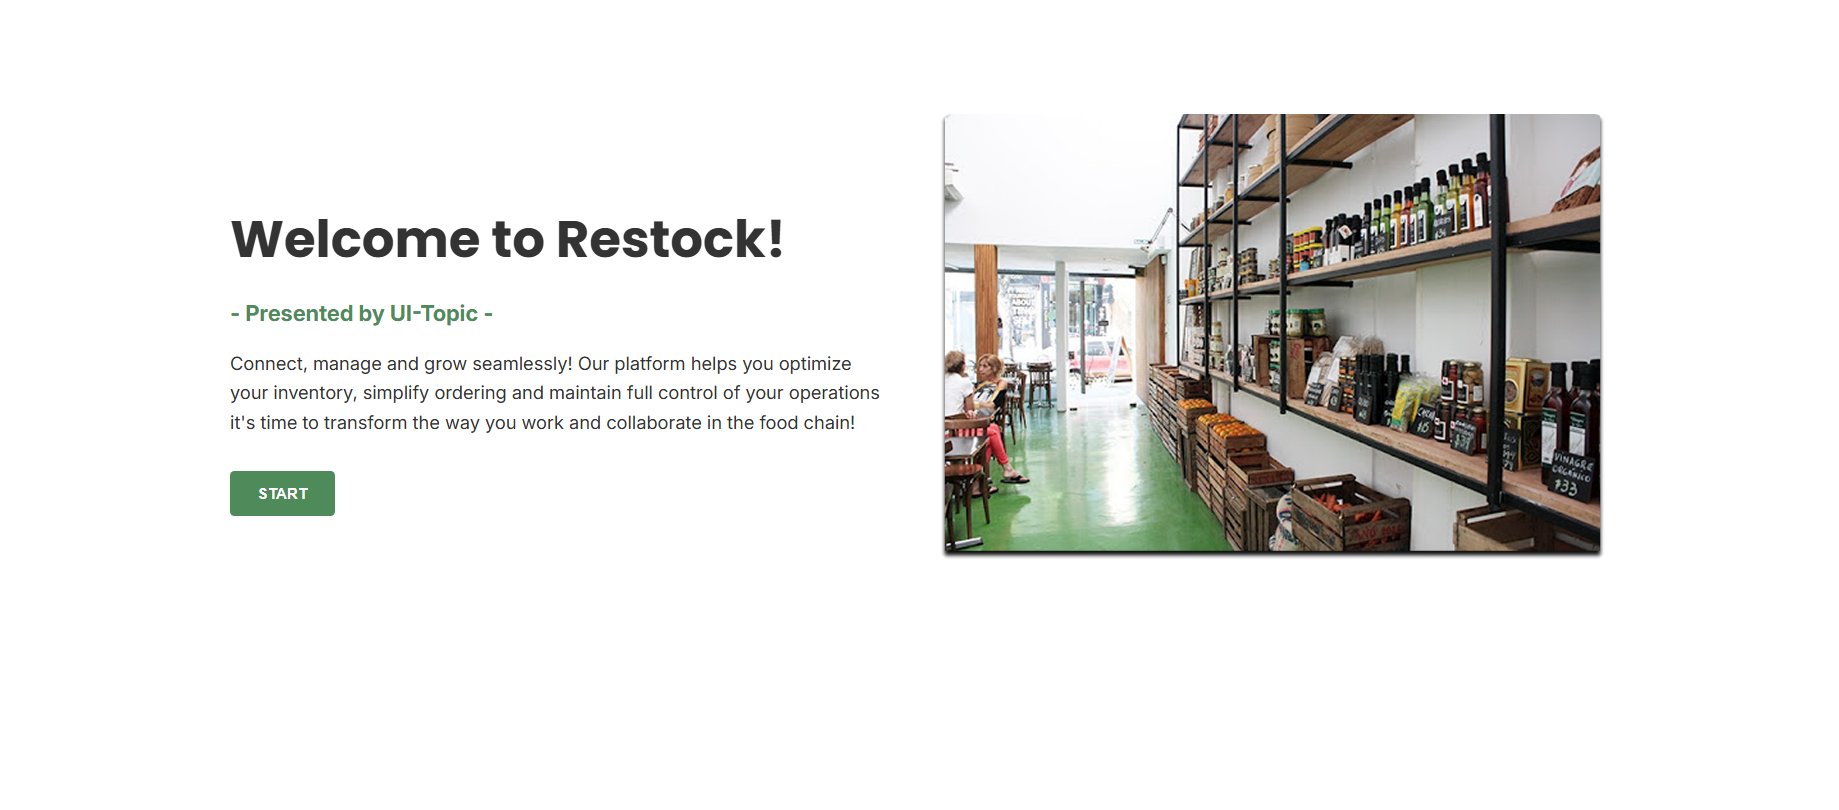 Welcome to Restock!
- Presented by UI-Topic -
Connect, manage and grow seamlessly! Our platform helps you optimize
your inventory, simplify ordering and maintain full control of your operations
it's time to transform the way you work and collaborate in the food chain!
START
VINAGRE
ORGÁNICO
$33